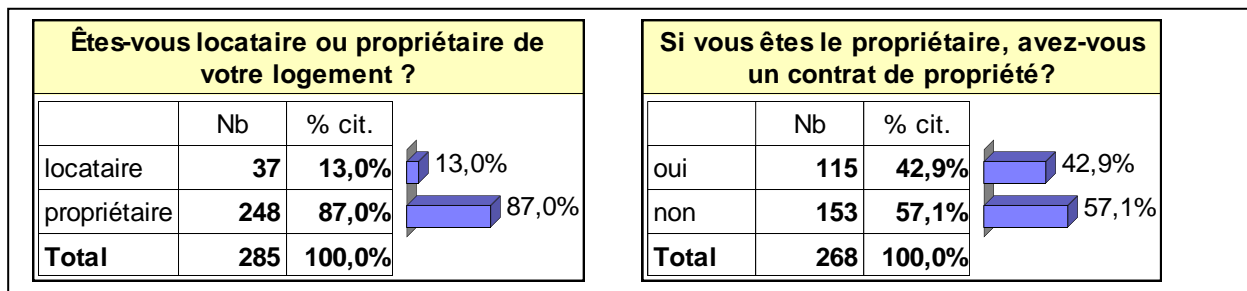 Êtes-vous locataire ou propriétaire de
votre logement ?
Nb % cit.
locataire 37 13,0% 13,0%
propriétaire 248 87,0% 87,0%
Total 285 100,0%
Si vous êtes le propriétaire, avez-vous
un contrat de propriété?
Nb % cit.
oui 115 42,9% 42,9%
non 153 57,1% 57,1%
Total 268 100,0%